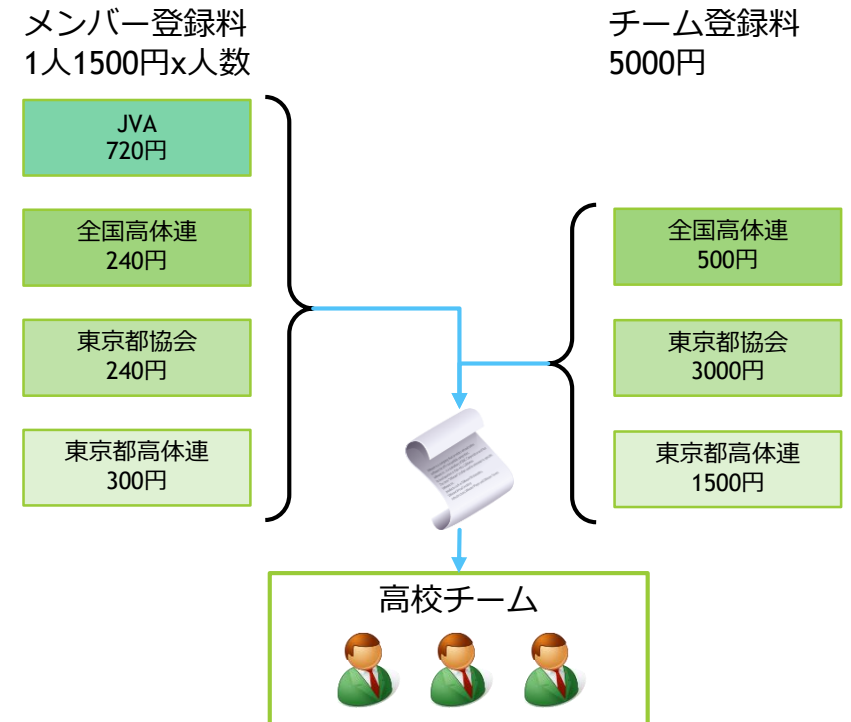 メンバー登録料
1人1500円x人数
JVA
720円
全国高体連
240円
東京都協会
240円
東京都高体連
300円
チーム登録料
5000円
全国高体連
500円
東京都協会
3000円
東京都高体連
1500円
高校チーム